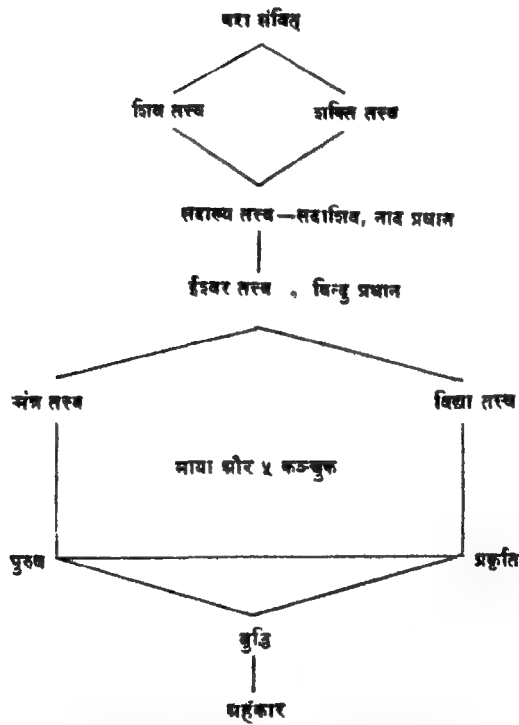 परा संवित्
शिव तत्त्व शक्ति तत्त्व
सदाख्य तत्त्व—सदाशिव, नाद प्रधान
ईश्वर तत्त्व , बिन्दु प्रधान
मंत्र तत्त्व विद्या तत्त्व
माया और ५ कञ्चुक
पुरुष प्रकृति
बुद्धि
अहंकार